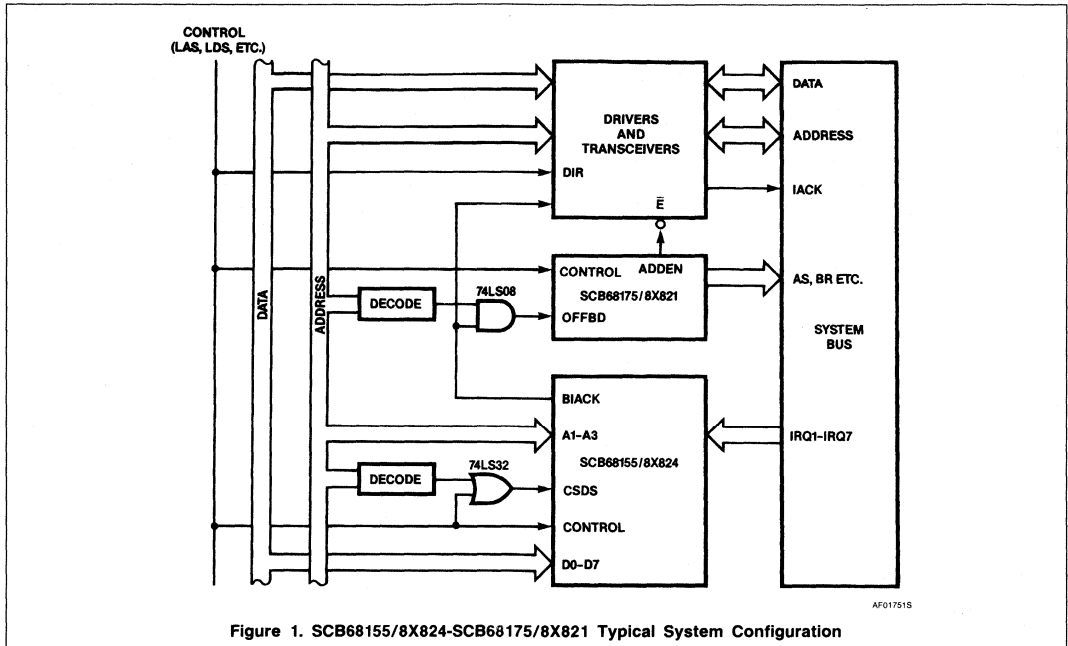 CONTROL
(LAS, LDS, ETC.)
DATA
ADDRESS
DRIVERS
AND
TRANSCEIVERS
DIR
E̅
DATA
ADDRESS
IACK
CONTROL
ADDEN
SCB68175/8X821
OFFBD
AS, BR ETC.
DECODE
74LS08
SYSTEM
BUS
BIACK
A1-A3
SCB68155/8X824
IRQ1-IRQ7
DECODE
74LS32
CSDS
CONTROL
D0-D7
AF01751S
Figure 1. SCB68155/8X824-SCB68175/8X821 Typical System Configuration